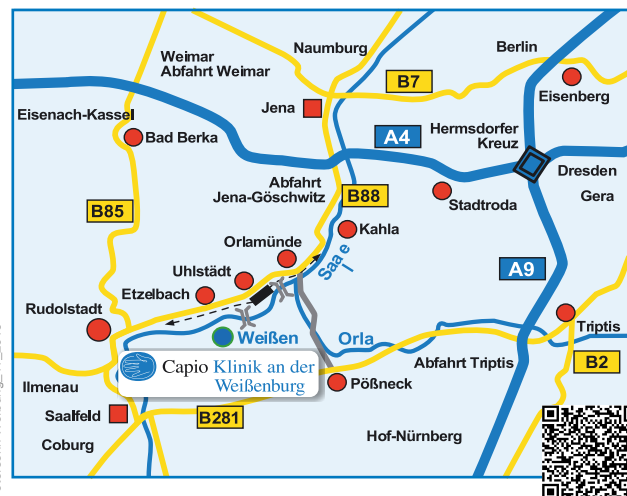 Naumburg
Berlin
Weimar
Abfahrt Weimar
B7
Eisenberg
Jena
Eisenach-Kassel
Bad Berka
A4
Hermsdorfer
Kreuz
Dresden
Gera
Abfahrt
Jena-Göschwitz
B88
Stadtroda
B85
Kahla
Orlamünde
Saale
A9
Uhlstädt
Etzelbach
Rudolstadt
Triptis
Weißen
Orla
Capio Klinik an der
Weißenburg
Abfahrt Triptis
B2
Ilmenau
Pößneck
Saalfeld
B281
Coburg
Hof-Nürnberg